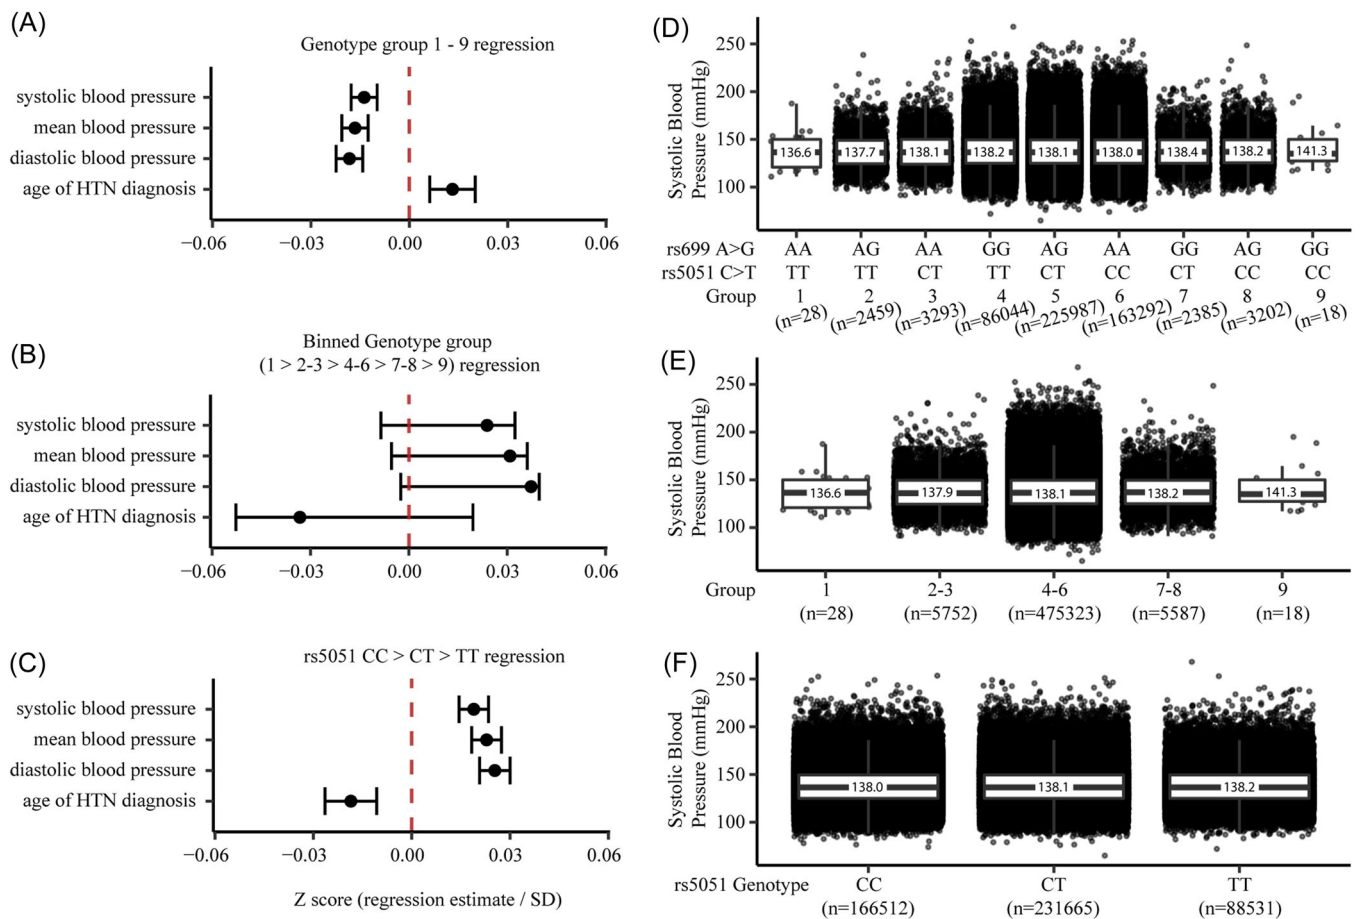 (A)
Genotype group 1 - 9 regression
systolic blood pressure
mean blood pressure
diastolic blood pressure
age of HTN diagnosis
−0.06 −0.03 0.00 0.03 0.06
(B)
Binned Genotype group
(1 > 2-3 > 4-6 > 7-8 > 9) regression
systolic blood pressure
mean blood pressure
diastolic blood pressure
age of HTN diagnosis
−0.06 −0.03 0.00 0.03 0.06
(C)
rs5051 CC > CT > TT regression
systolic blood pressure
mean blood pressure
diastolic blood pressure
age of HTN diagnosis
−0.06 −0.03 0.00 0.03 0.06
Z score (regression estimate / SD)
(D)
Systolic Blood
Pressure (mmHg)
250
200
150
100
136.6 137.7 138.1 138.2 138.1 138.0 138.4 138.2 141.3
rs699 A>G AA AG AA GG AG AA GG AG GG
rs5051 C>T TT TT CT TT CT CC CT CC CC
Group 1 2 3 4 5 6 7 8 9
(n=28) (n=2459) (n=3293) (n=86044) (n=225987) (n=163292) (n=2385) (n=3202) (n=18)
(E)
Systolic Blood
Pressure (mmHg)
250
200
150
100
136.6 137.9 138.1 138.2 141.3
Group 1 2-3 4-6 7-8 9
(n=28) (n=5752) (n=475323) (n=5587) (n=18)
(F)
Systolic Blood
Pressure (mmHg)
250
200
150
100
138.0 138.1 138.2
rs5051 Genotype CC CT TT
(n=166512) (n=231665) (n=88531)